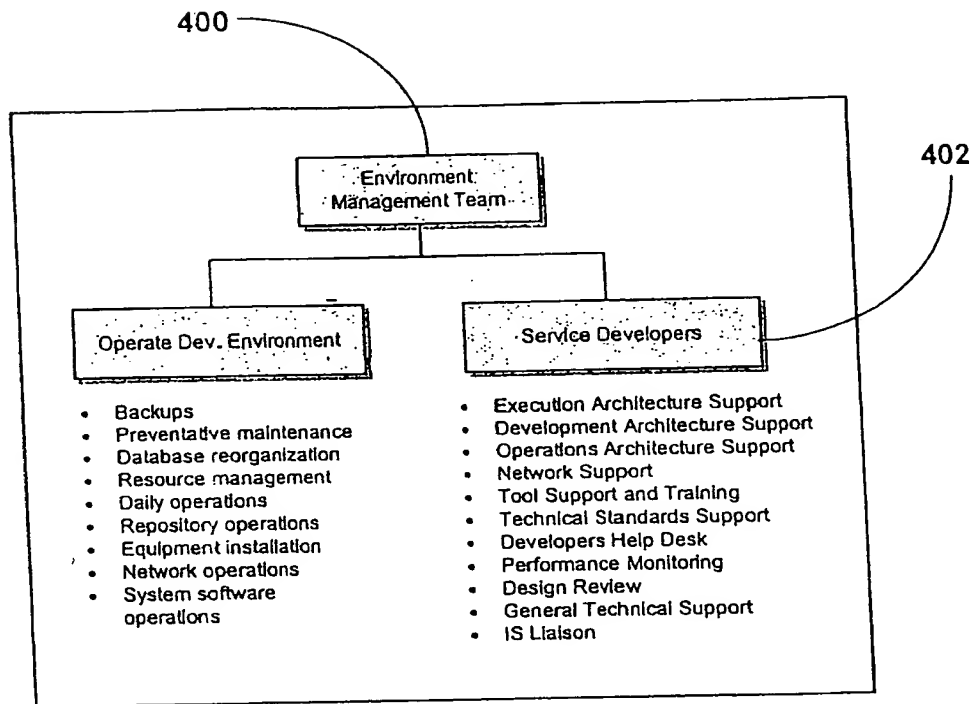 400
402
Environment
Management Team
Operate Dev. Environment
Service Developers
• Backups
• Preventative maintenance
• Database reorganization
• Resource management
• Daily operations
• Repository operations
• Equipment installation
• Network operations
• System software
operations
• Execution Architecture Support
• Development Architecture Support
• Operations Architecture Support
• Network Support
• Tool Support and Training
• Technical Standards Support
• Developers Help Desk
• Performance Monitoring
• Design Review
• General Technical Support
• IS Liaison